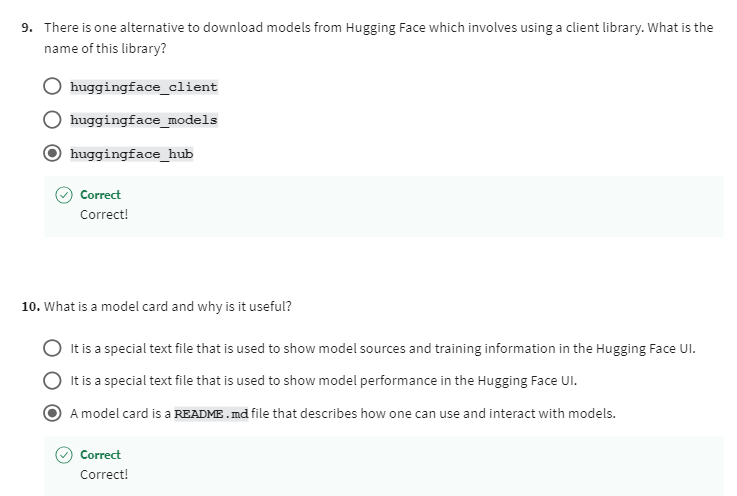 9. There is one alternative to download models from Hugging Face which involves using a client library. What is the
name of this library?
huggingface_client
huggingface_models
huggingface_hub
Correct
Correct!
10. What is a model card and why is it useful?
It is a special text file that is used to show model sources and training information in the Hugging Face UI.
It is a special text file that is used to show model performance in the Hugging Face UI.
A model card is a README.md file that describes how one can use and interact with models.
Correct
Correct!